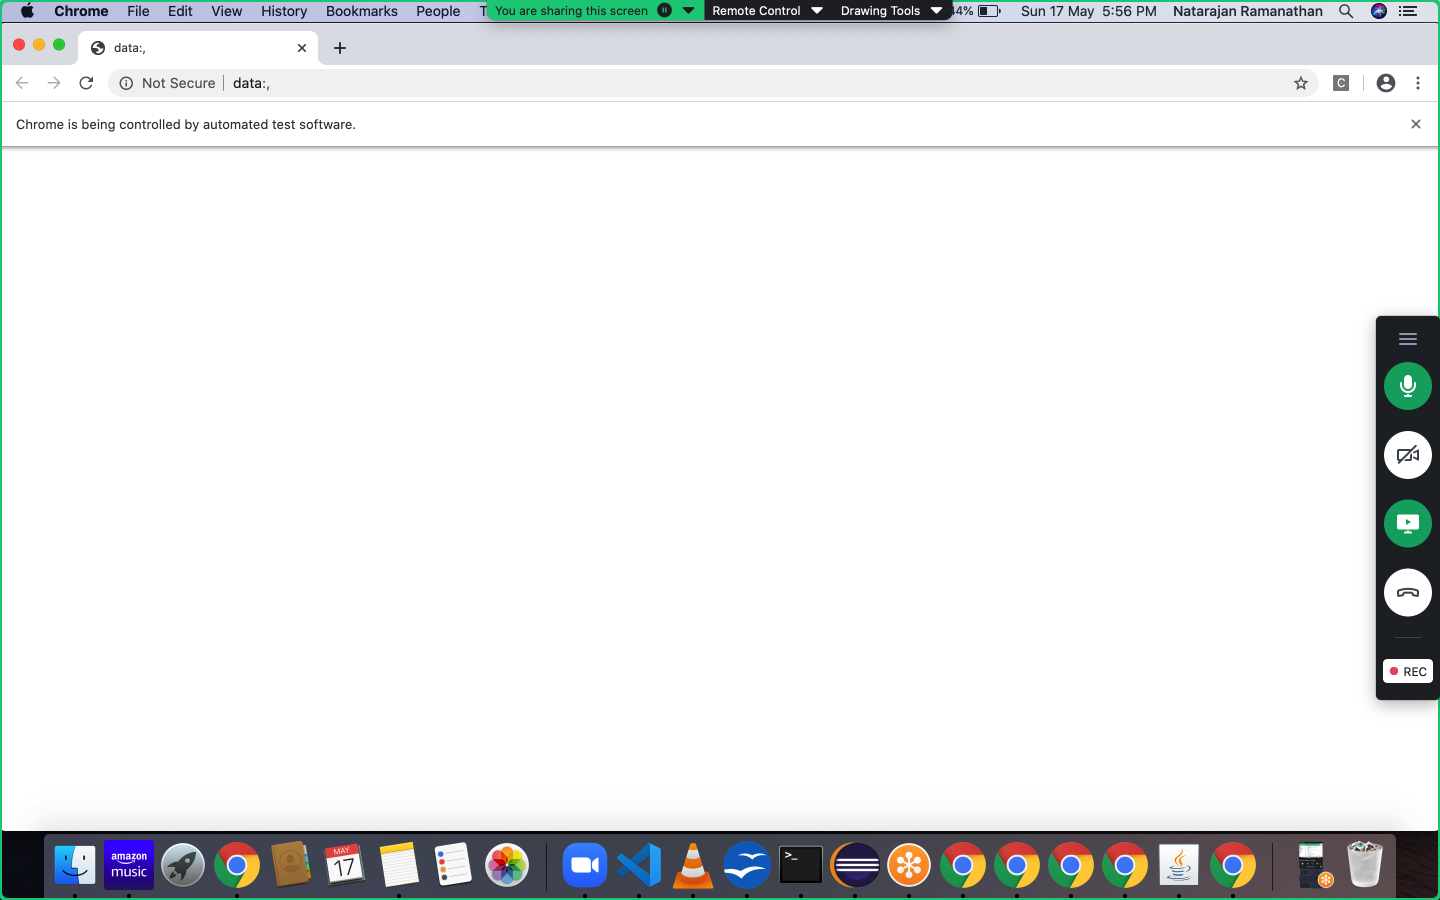 Chrome File Edit View History Bookmarks People T You are sharing this screen Remote Control Drawing Tools 4% Sun 17 May 5:56 PM Natarajan Ramanathan
data:,
Not Secure data:, C
Chrome is being controlled by automated test software.
REC
amazon music
MAY
17
>_